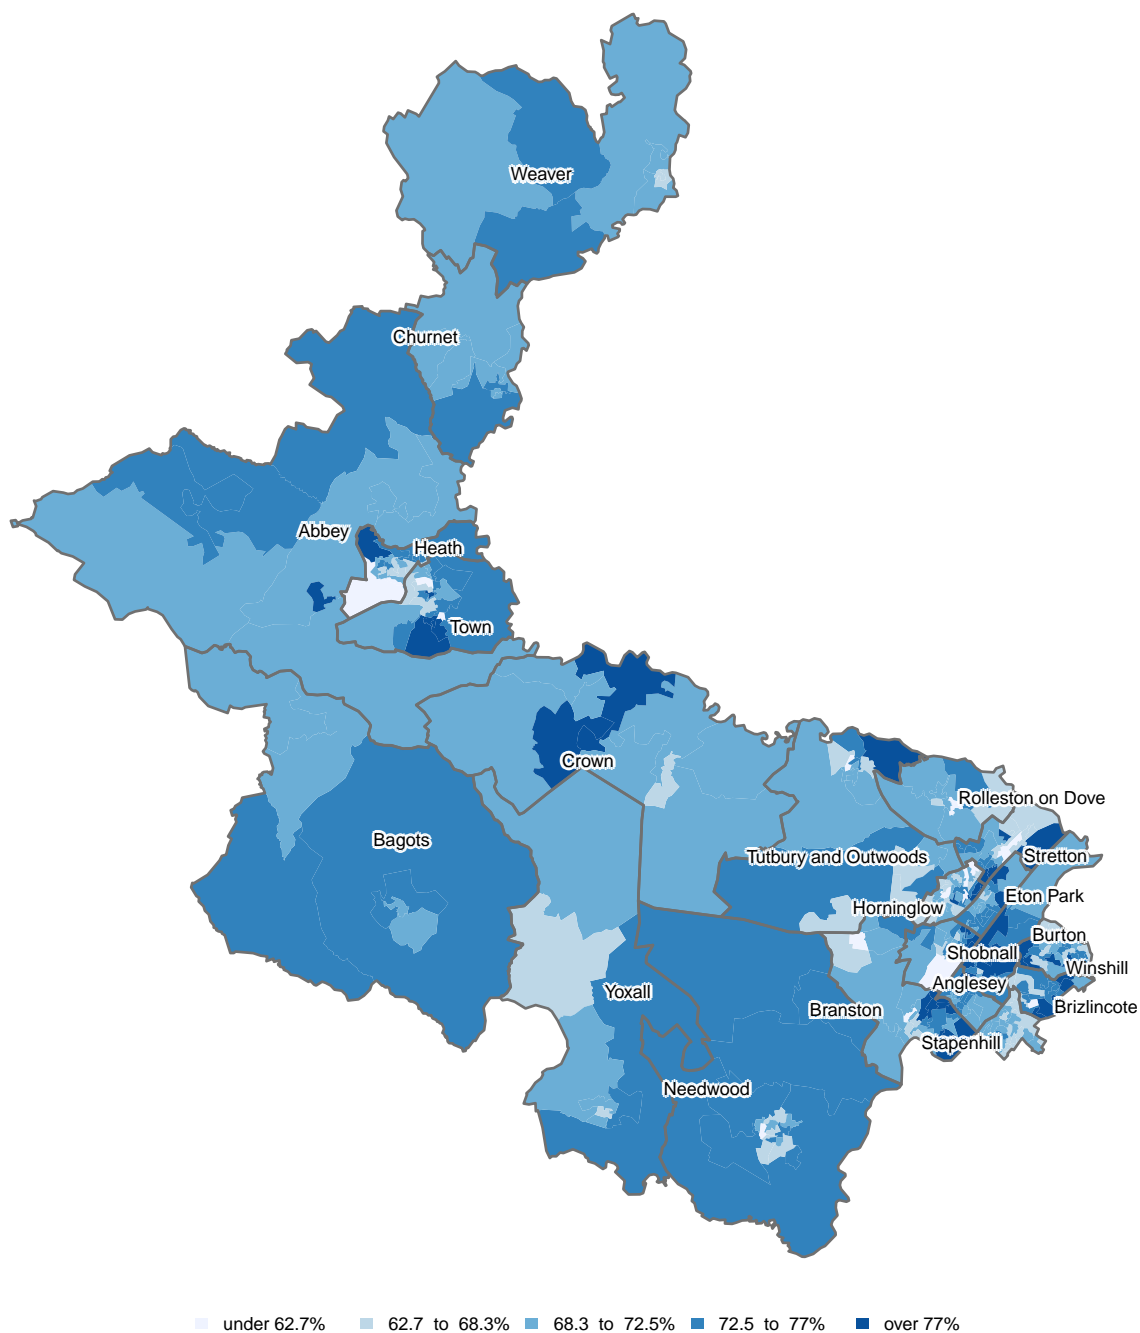 Weaver
Churnet
Abbey
Heath
Town
Crown
Rolleston on Dove
Bagots
Tutbury and Outwoods
Stretton
Eton Park
Horninglow
Burton
Shobnall
Winshill
Anglesey
Yoxall
Branston
Brizlincote
Stapenhill
Needwood
under 62.7% 62.7 to 68.3% 68.3 to 72.5% 72.5 to 77% over 77%